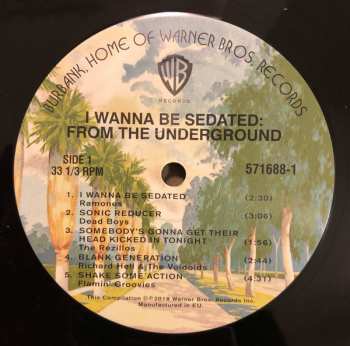 BURBANK, HOME OF WARNER BROS. RECORDS
WB
RECORDS
I WANNA BE SEDATED:
FROM THE UNDERGROUND
SIDE 1
33 1/3 RPM
571688-1
1. I WANNA BE SEDATED (2:30)
Ramones
2. SONIC REDUCER (3:06)
Dead Boys
3. SOMEBODY'S GONNA GET THEIR
HEAD KICKED IN TONIGHT (1:56)
The Rezillos
4. BLANK GENERATION (2:44)
Richard Hell & The Voidoids
5. SHAKE SOME ACTION (4:31)
Flamin' Groovies
This Compilation ©℗2018 Warner Bros. Records Inc.
Manufactured in EU.